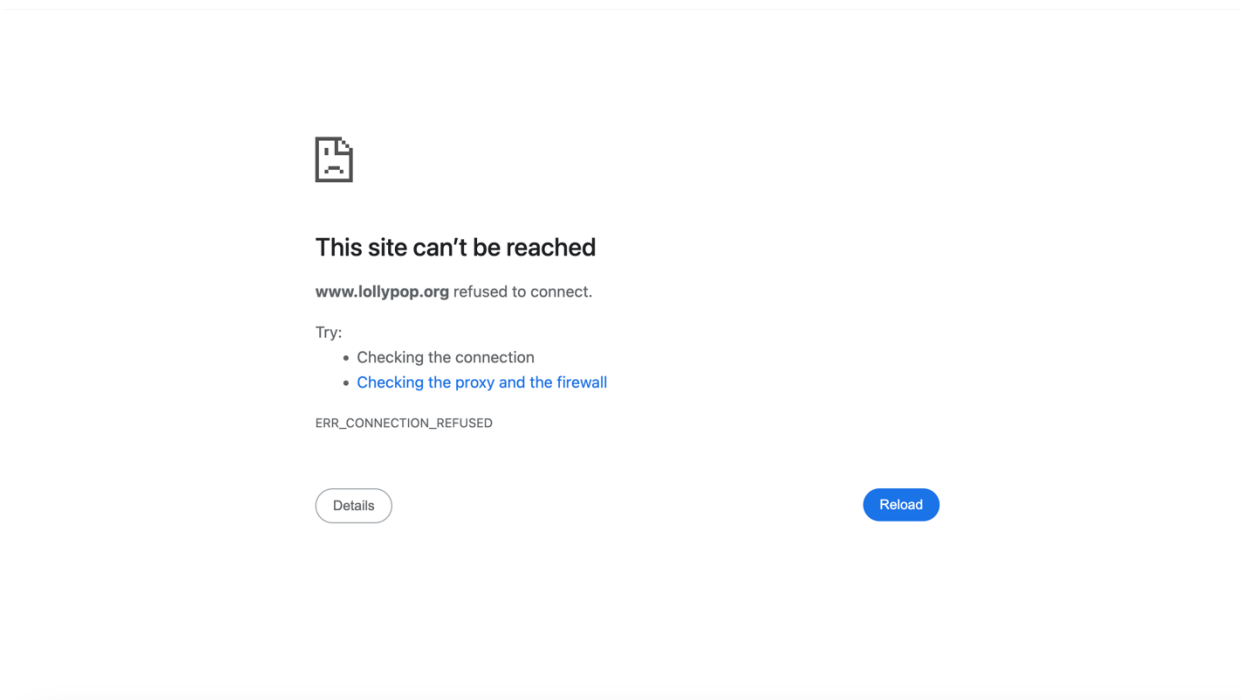 This site can’t be reached
www.lollypop.org refused to connect.
Try:
• Checking the connection
• Checking the proxy and the firewall
ERR_CONNECTION_REFUSED
Details
Reload